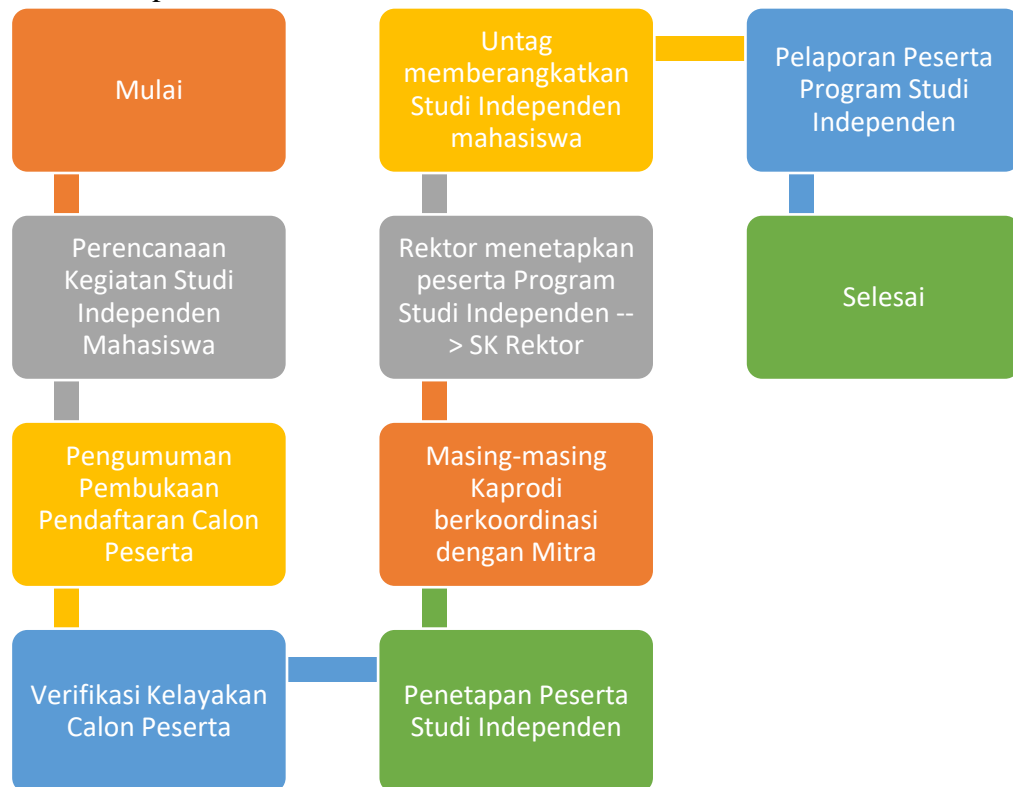 Mulai
Perencanaan
Kegiatan Studi
Independen
Mahasiswa
Pengumuman
Pembukaan
Pendaftaran Calon
Peserta
Verifikasi Kelayakan
Calon Peserta
Penetapan Peserta
Studi Independen
Masing-masing
Kaprodi
berkoordinasi
dengan Mitra
Rektor menetapkan
peserta Program
Studi Independen --
> SK Rektor
Untag
memberangkatkan
Studi Independen
mahasiswa
Pelaporan Peserta
Program Studi
Independen
Selesai